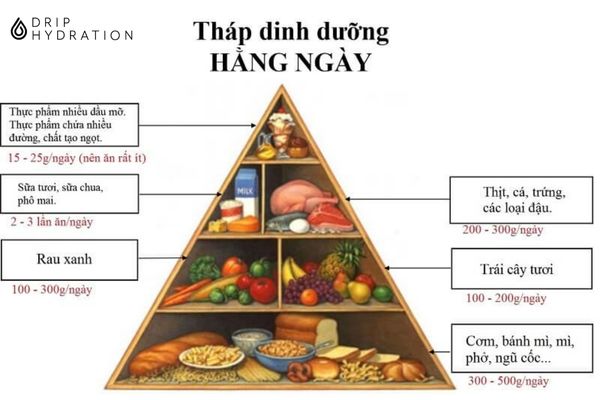 DRIP
HYDRATION
Tháp dinh dưỡng
HẰNG NGÀY
Thực phẩm nhiều dầu mỡ.
Thực phẩm chứa nhiều
đường, chất tạo ngọt.
15 - 25g/ngày (nên ăn rất ít)
Sữa tươi, sữa chua,
phô mai.
2 - 3 lần ăn/ngày
MILK
Thịt, cá, trứng,
các loại đậu.
200 - 300g/ngày
Rau xanh
100 - 300g/ngày
Trái cây tươi
100 - 200g/ngày
Cơm, bánh mì, mì,
phở, ngũ cốc...
300 - 500g/ngày